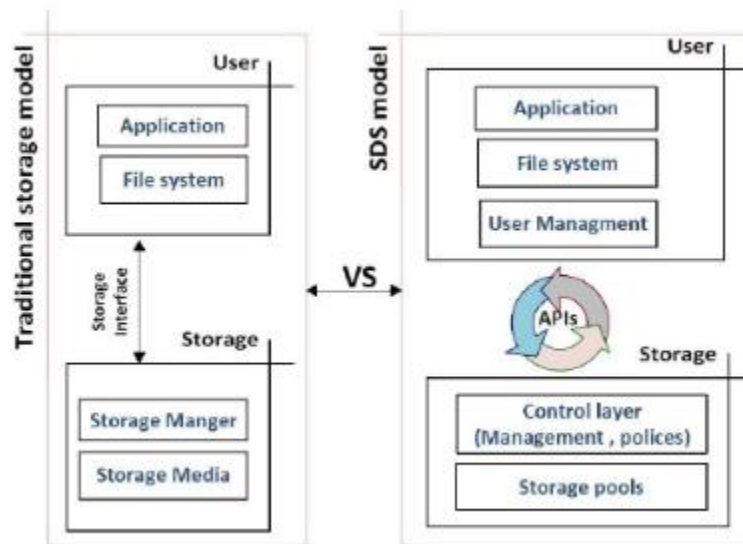 Traditional storage model
User
Application
File system
Storage
Interface
Storage
Storage Manger
Storage Media
VS
SDS model
User
Application
File system
User Managment
APIs
Storage
Control layer
(Management , polices)
Storage pools